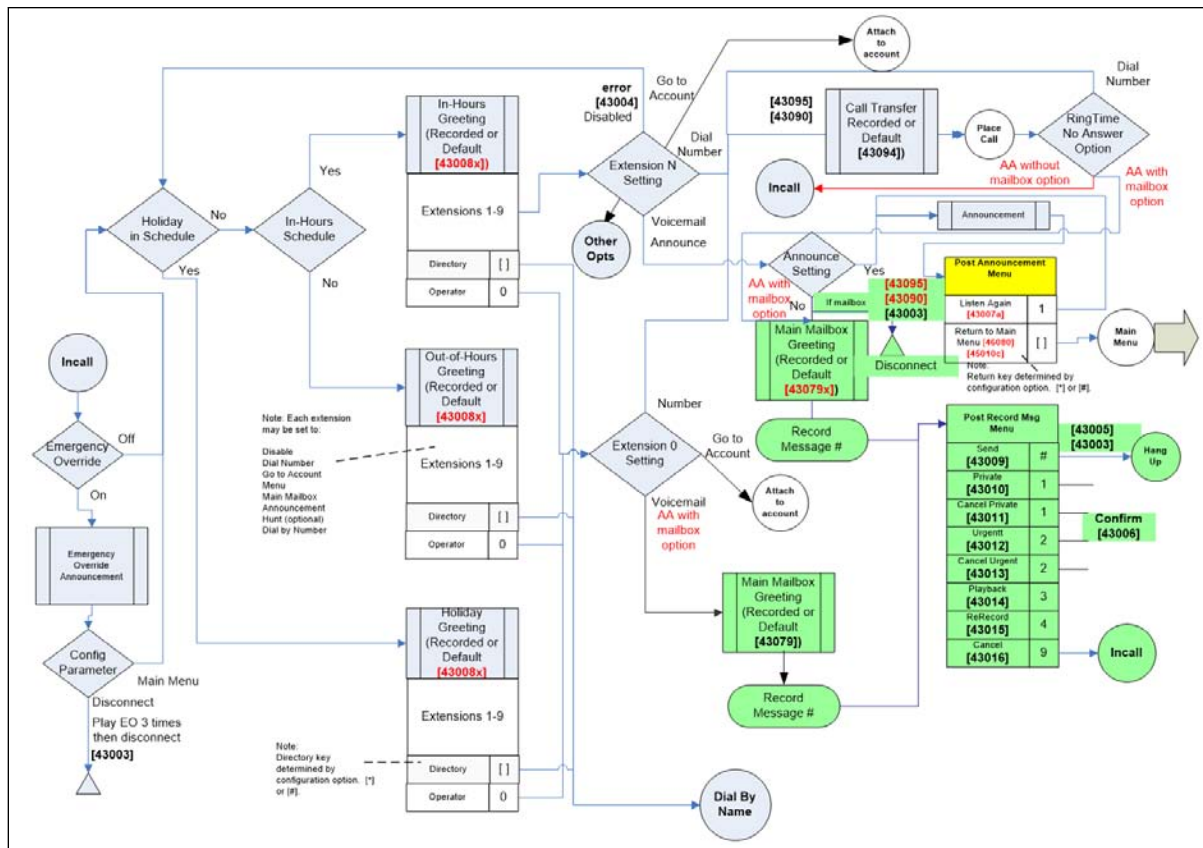 Attach
to
account
Go to
Account
error
[43004]
Disabled
Dial
Number
In-Hours
Greeting
(Recorded or
Default
[43008x])
Extensions 1-9
Directory
[ ]
Operator
0
Extension N
Setting
Dial
Number
[43095]
[43090]
Call Transfer
Recorded or
Default
[43094])
Place
Call
RingTime
No Answer
Option
AA without
mailbox option
AA with
mailbox
option
Incall
Other
Opts
Voicemail
Announce
Announcement
Holiday
in Schedule
No
Yes
In-Hours
Schedule
Yes
No
Announce
Setting
Yes
No
AA with
mailbox
option
If mailbox
[43095]
[43090]
[43003]
Disconnect
Post Announcement
Menu
Listen Again
[43007a]
1
Return to Main
Menu [46080]
[45010c]
[ ]
Main
Menu
Note:
Return key determined by
configuration option. [*] or [#].
Main Mailbox
Greeting
(Recorded or
Default
[43079x])
Record
Message #
Incall
Emergency
Override
Off
On
Emergency
Override
Announcement
Config
Parameter
Main Menu
Disconnect
Play EO 3 times
then disconnect
[43003]
Out-of-Hours
Greeting
(Recorded or
Default
[43008x]
Extensions 1-9
Directory
[ ]
Operator
0
Note: Each extension
may be set to:
Disable
Dial Number
Go to Account
Menu
Main Mailbox
Announcement
Hunt (optional)
Dial by Number
Extension 0
Setting
Number
Go to
Account
Attach
to
account
Voicemail
AA with
mailbox
option
Main Mailbox
Greeting
(Recorded or
Default
[43079])
Record
Message #
Post Record Msg
Menu
Send
[43009]
#
Private
[43010]
1
Cancel Private
[43011]
1
Urgentt
[43012]
2
Cancel Urgent
[43013]
2
Playback
[43014]
3
ReRecord
[43015]
4
Cancel
[43016]
9
[43005]
[43003]
Hang
Up
Confirm
[43006]
Incall
Holiday
Greeting
(Recorded or
Default
[43008x]
Extensions 1-9
Directory
[ ]
Operator
0
Note:
Directory key
determined by
configuration option. [*]
or [#].
Dial By
Name